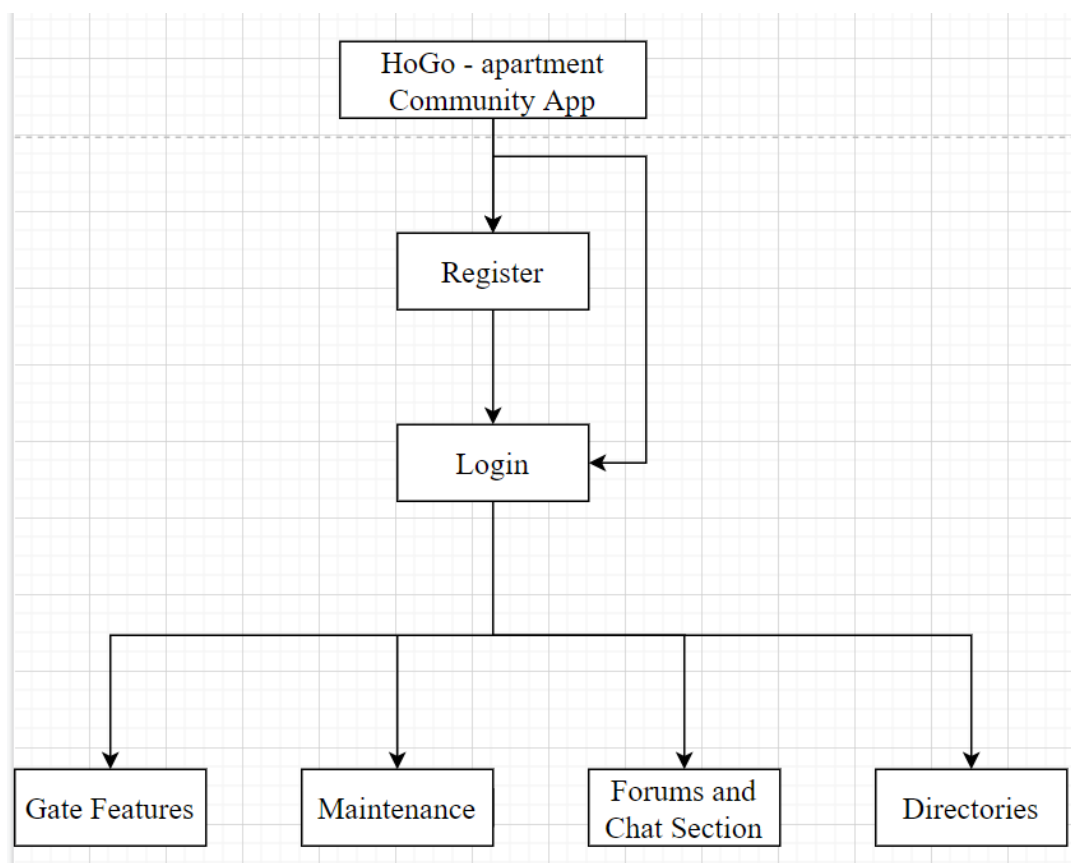 HoGo - apartment
Community App
Register
Login
Gate Features
Maintenance
Forums and
Chat Section
Directories